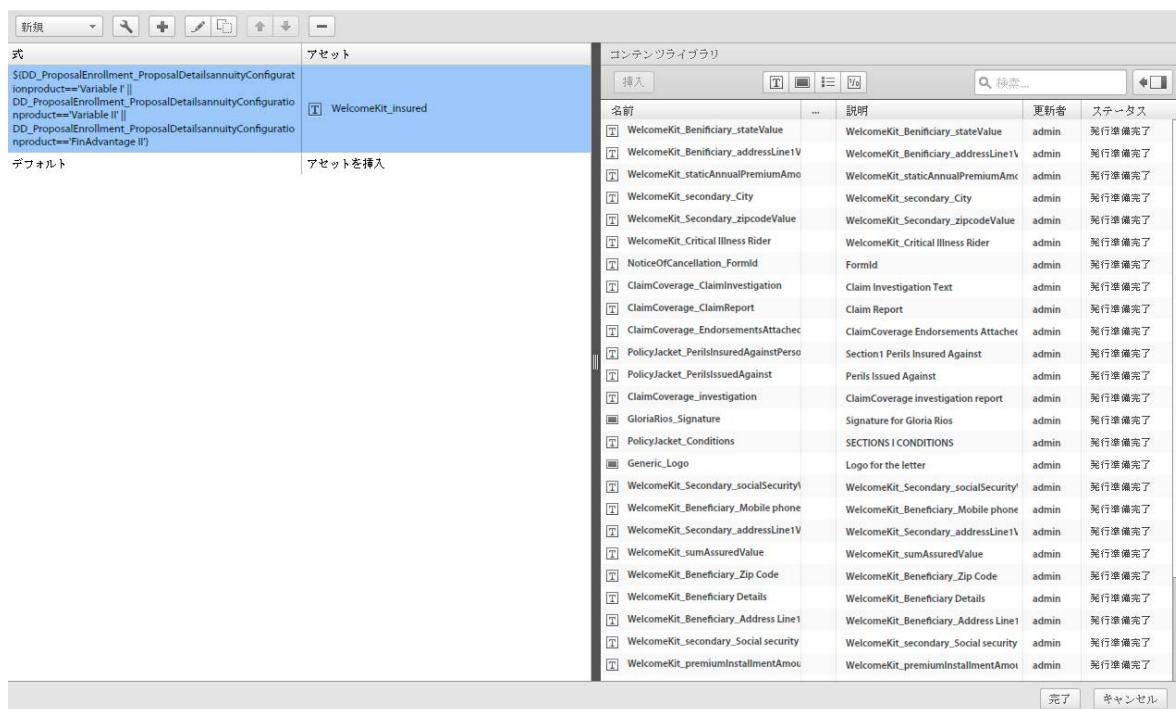 新規
式 アセット
${DD_ProposalEnrollment_ProposalDetailsannuityConfigurat
ionproduct=='Variable I' ||
DD_ProposalEnrollment_ProposalDetailsannuityConfiguratio
nproduct=='Variable II' ||
DD_ProposalEnrollment_ProposalDetailsannuityConfiguratio
nproduct=='FinAdvantage II'}
WelcomeKit_insured
デフォルト アセットを挿入
コンテンツライブラリ
挿入 検索...
名前 ... 説明 更新者 ステータス
WelcomeKit_Benificiary_stateValue WelcomeKit_Benificiary_stateValue admin 発行準備完了
WelcomeKit_Benificiary_addressLine1V WelcomeKit_Benificiary_addressLine1V admin 発行準備完了
WelcomeKit_staticAnnualPremiumAmo WelcomeKit_staticAnnualPremiumAmo admin 発行準備完了
WelcomeKit_secondary_City WelcomeKit_secondary_City admin 発行準備完了
WelcomeKit_Secondary_zipcodeValue WelcomeKit_Secondary_zipcodeValue admin 発行準備完了
WelcomeKit_Critical Illness Rider WelcomeKit_Critical Illness Rider admin 発行準備完了
NoticeOfCancellation_FormId FormId admin 発行準備完了
ClaimCoverage_ClaimInvestigation Claim Investigation Text admin 発行準備完了
ClaimCoverage_ClaimReport Claim Report admin 発行準備完了
ClaimCoverage_EndorsementsAttached ClaimCoverage Endorsements Attached admin 発行準備完了
PolicyJacket_PerilsInsuredAgainstPerso Section1 Perils Insured Against admin 発行準備完了
PolicyJacket_PerilsIssuedAgainst Perils Issued Against admin 発行準備完了
ClaimCoverage_investigation ClaimCoverage investigation report admin 発行準備完了
GloriaRios_Signature Signature for Gloria Rios admin 発行準備完了
PolicyJacket_Conditions SECTIONS I CONDITIONS admin 発行準備完了
Generic_Logo Logo for the letter admin 発行準備完了
WelcomeKit_Secondary_socialSecurityV WelcomeKit_Secondary_socialSecurityV admin 発行準備完了
WelcomeKit_Beneficiary_Mobile phone WelcomeKit_Beneficiary_Mobile phone admin 発行準備完了
WelcomeKit_Secondary_addressLine1V WelcomeKit_Secondary_addressLine1V admin 発行準備完了
WelcomeKit_sumAssuredValue WelcomeKit_sumAssuredValue admin 発行準備完了
WelcomeKit_Beneficiary_Zip Code WelcomeKit_Beneficiary_Zip Code admin 発行準備完了
WelcomeKit_Beneficiary Details WelcomeKit_Beneficiary Details admin 発行準備完了
WelcomeKit_Beneficiary_Address Line1 WelcomeKit_Beneficiary_Address Line1 admin 発行準備完了
WelcomeKit_secondary_Social security WelcomeKit_secondary_Social security admin 発行準備完了
WelcomeKit_premiumInstallmentAmou WelcomeKit_premiumInstallmentAmou admin 発行準備完了
完了 キャンセル